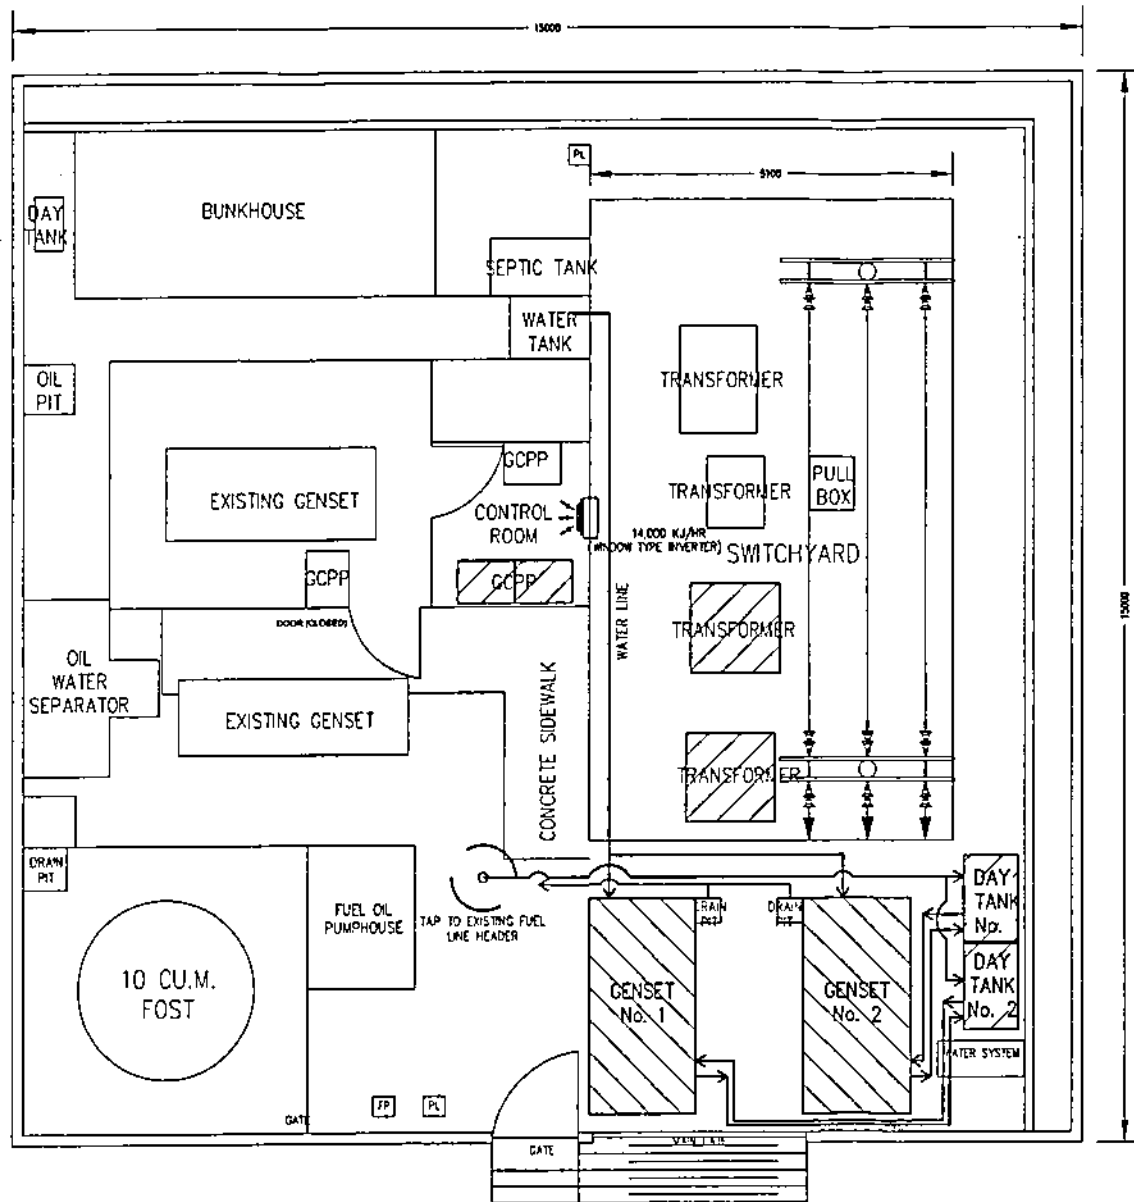 15000
PL
5100
DAY
TANK
BUNKHOUSE
SEPTIC TANK
WATER
TANK
OIL
PIT
TRANSFORMER
GCPP
EXISTING GENSET
CONTROL
ROOM
TRANSFORMER
PULL
BOX
14,000 KJ/HR
(WINDOW TYPE INVERTER)
SWITCHYARD
GCPP
GCPP
WATER LINE
15000
DOOR (CLOSED)
TRANSFORMER
OIL
WATER
SEPARATOR
EXISTING GENSET
CONCRETE SIDEWALK
TRANSFORMER
DRAIN
PIT
FUEL OIL
PUMPHOUSE
TAP TO EXISTING FUEL
LINE HEADER
DRAIN
PIT
DRAIN
PIT
DAY
TANK
No.
10 CU.M.
FOST
GENSET
No. 1
GENSET
No. 2
DAY
TANK
No. 2
WATER SYSTEM
FP
PL
GATE
GATE